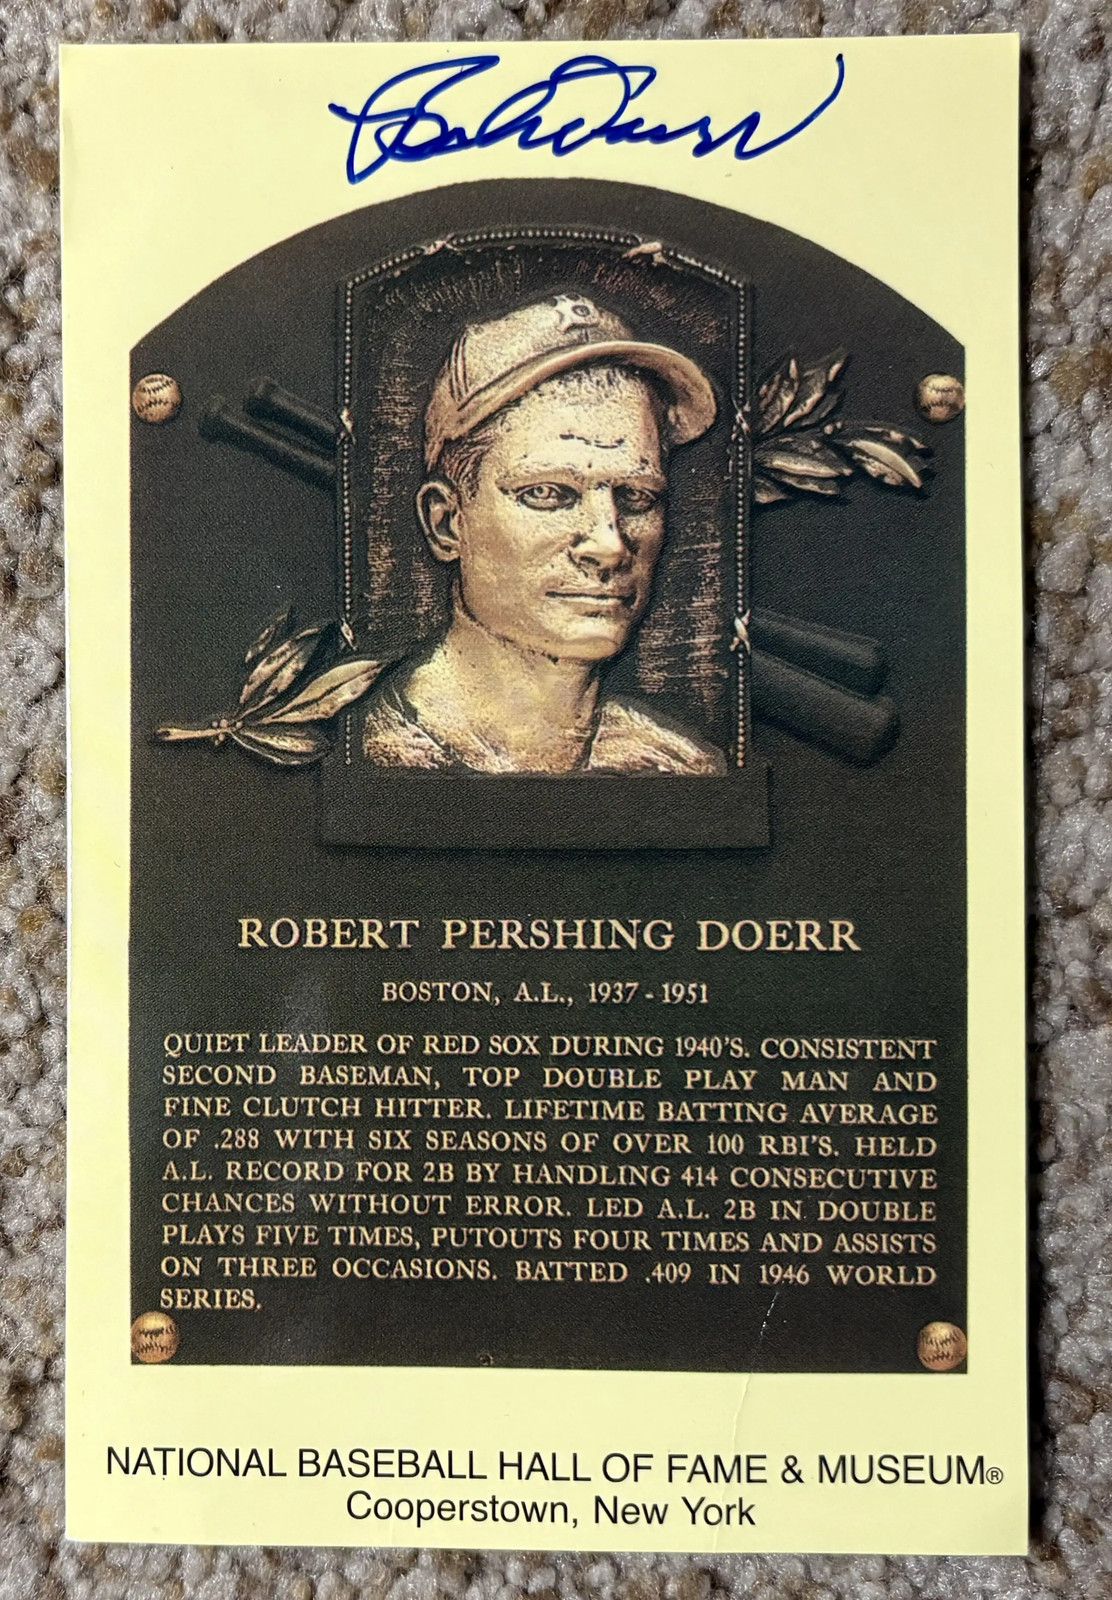 Bob Doerr
ROBERT PERSHING DOERR
BOSTON, A.L., 1937 - 1951
QUIET LEADER OF RED SOX DURING 1940'S. CONSISTENT
SECOND BASEMAN, TOP DOUBLE PLAY MAN AND
FINE CLUTCH HITTER. LIFETIME BATTING AVERAGE
OF .288 WITH SIX SEASONS OF OVER 100 RBI'S. HELD
A.L. RECORD FOR 2B BY HANDLING 414 CONSECUTIVE
CHANCES WITHOUT ERROR. LED A.L. 2B IN DOUBLE
PLAYS FIVE TIMES, PUTOUTS FOUR TIMES AND ASSISTS
ON THREE OCCASIONS. BATTED .409 IN 1946 WORLD
SERIES.
NATIONAL BASEBALL HALL OF FAME & MUSEUM®
Cooperstown, New York